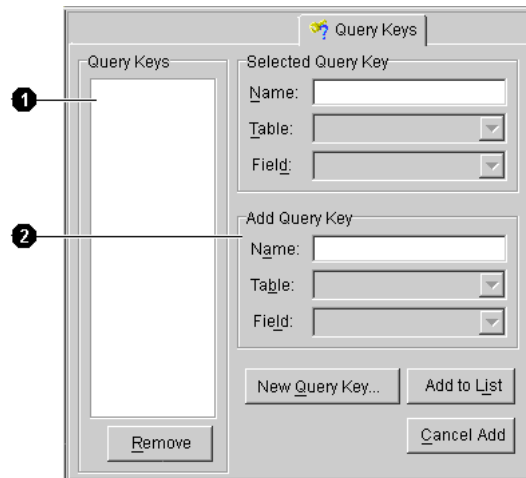 Query Keys
Query Keys
1
Remove
Selected Query Key
Name:
Table:
Field:
2
Add Query Key
Name:
Table:
Field:
New Query Key...
Add to List
Cancel Add